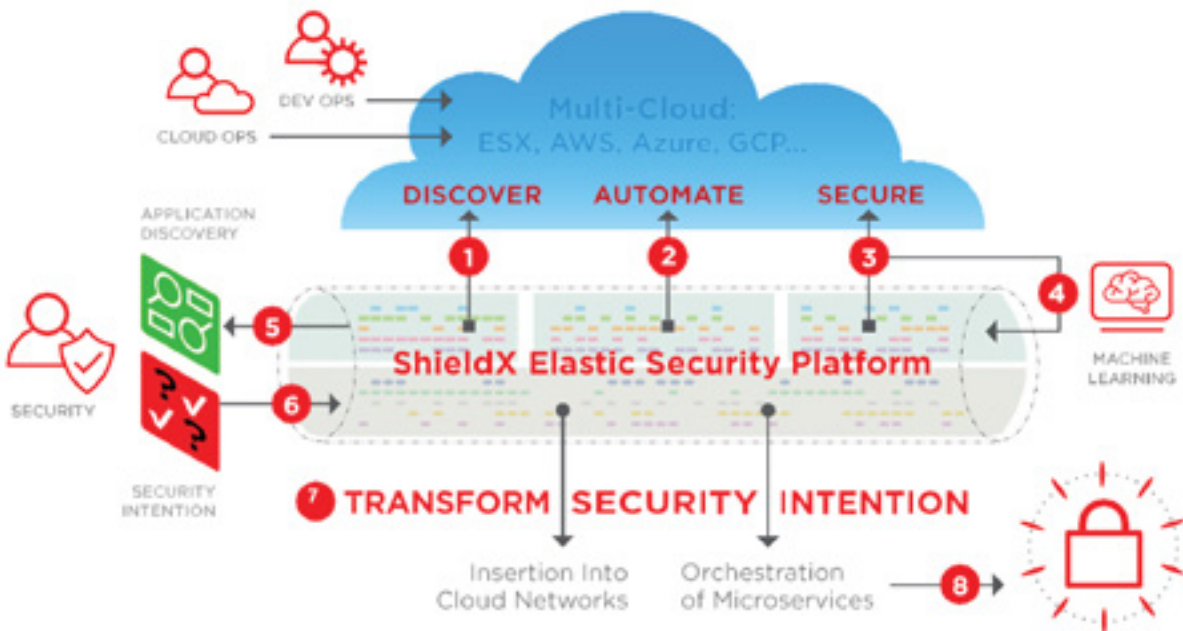 DEV OPS
CLOUD OPS
Multi-Cloud:
ESX, AWS, Azure, GCP...
DISCOVER
AUTOMATE
SECURE
APPLICATION
DISCOVERY
1
2
3
4
5
SECURITY
ShieldX Elastic Security Platform
MACHINE
LEARNING
6
SECURITY
INTENTION
7 TRANSFORM SECURITY INTENTION
Insertion Into
Cloud Networks
Orchestration
of Microservices
8